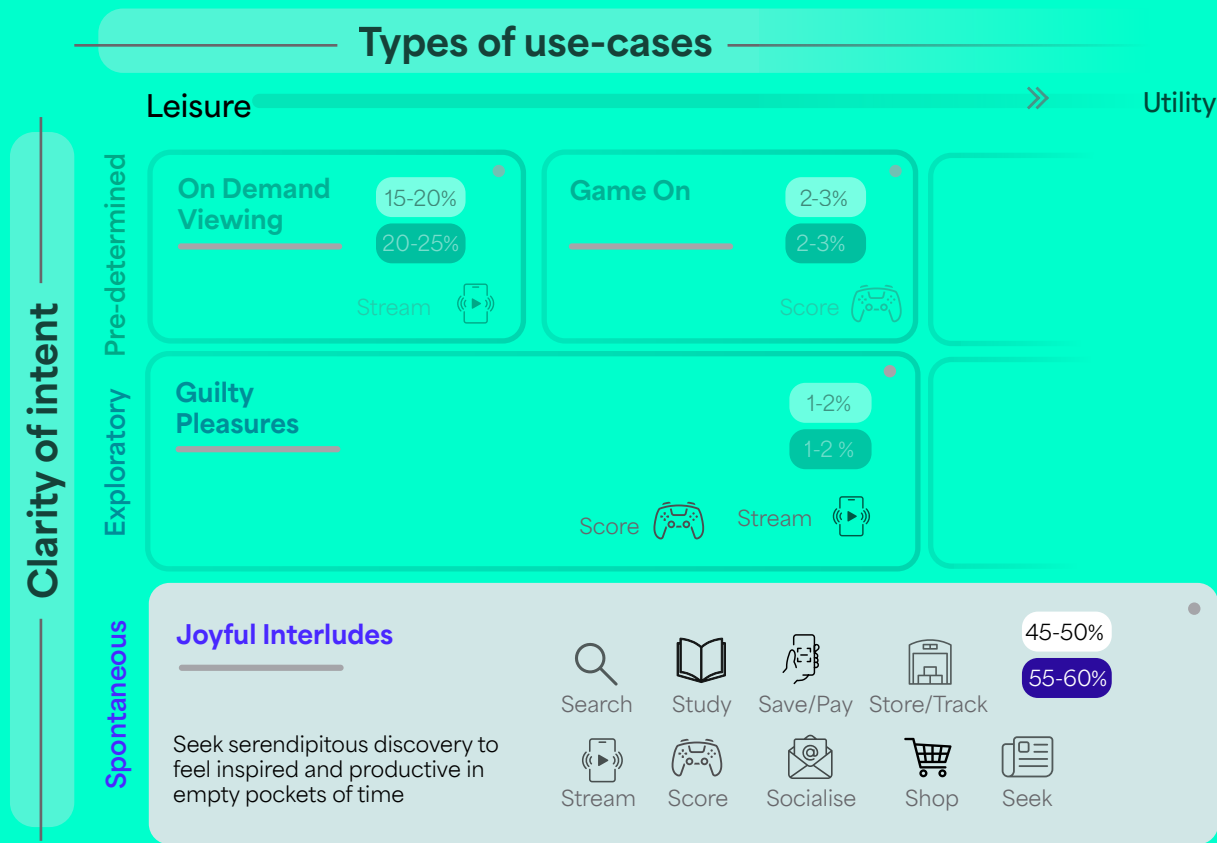 Types of use-cases
Leisure
Utility
Clarity of intent
Pre-determined
On Demand
Viewing
15-20%
20-25%
Stream
Game On
2-3%
2-3%
Score
Exploratory
Guilty
Pleasures
1-2%
1-2 %
Score
Stream
Spontaneous
Joyful Interludes
Seek serendipitous discovery to
feel inspired and productive in
empty pockets of time
45-50%
55-60%
Search Study Save/Pay Store/Track
@
Stream Score Socialise Shop Seek